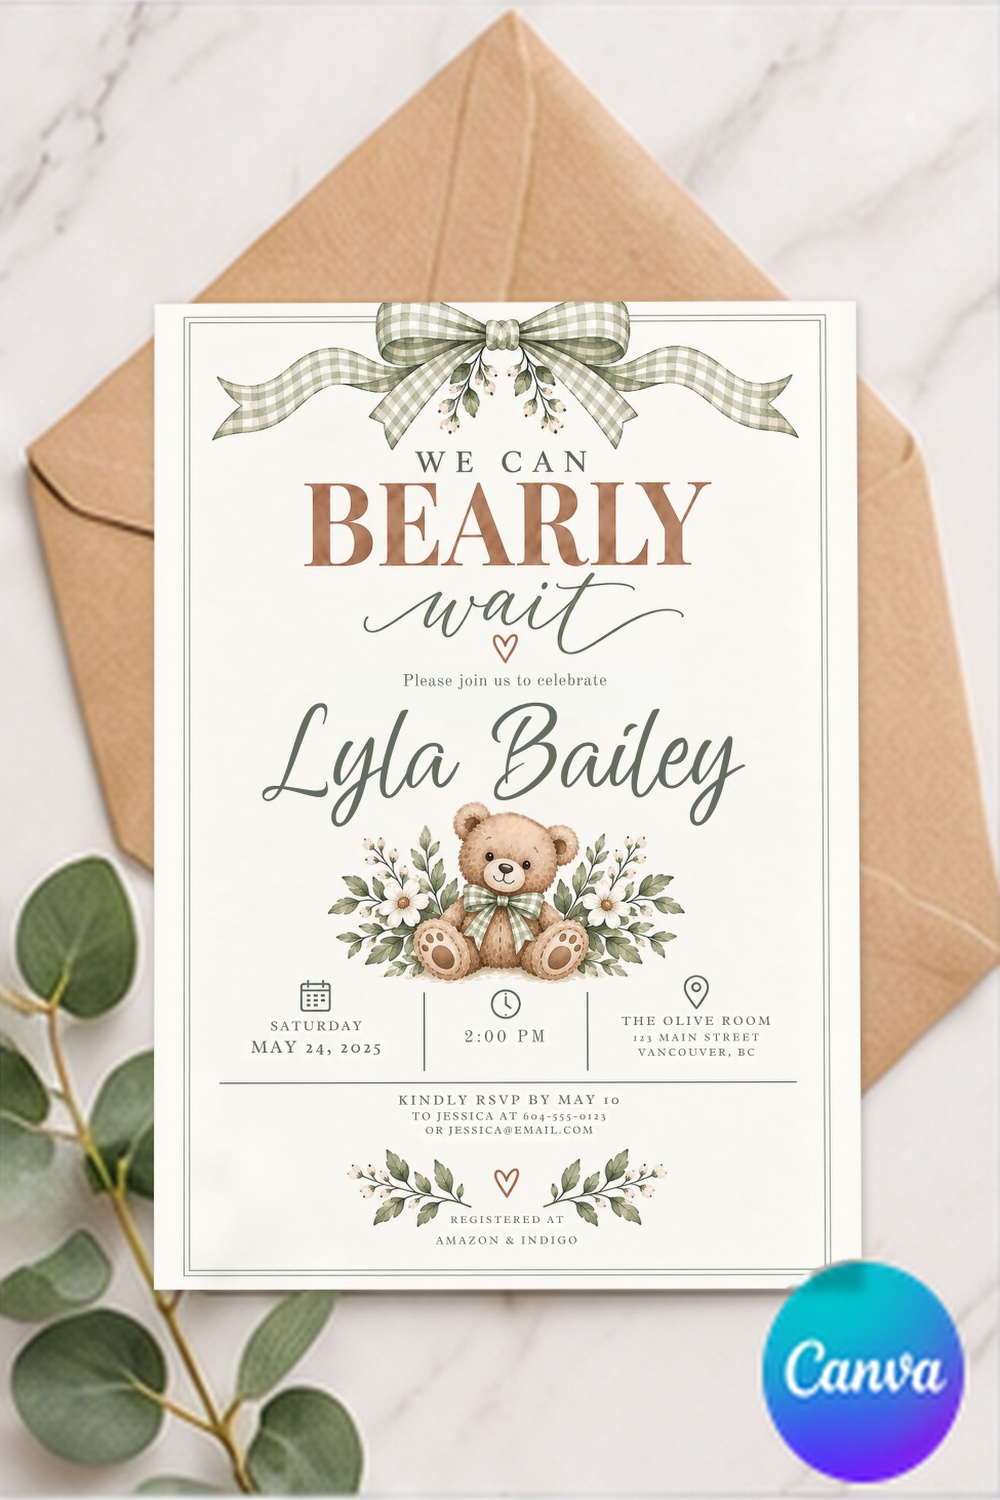 WE CAN
BEARLY
wait
Please join us to celebrate
Lyla Bailey
SATURDAY
MAY 24, 2025
2:00 PM
THE OLIVE ROOM
123 MAIN STREET
VANCOUVER, BC
KINDLY RSVP BY MAY 10
TO JESSICA AT 604-555-0123
OR JESSICA@EMAIL.COM
REGISTERED AT
AMAZON & INDIGO
Canva